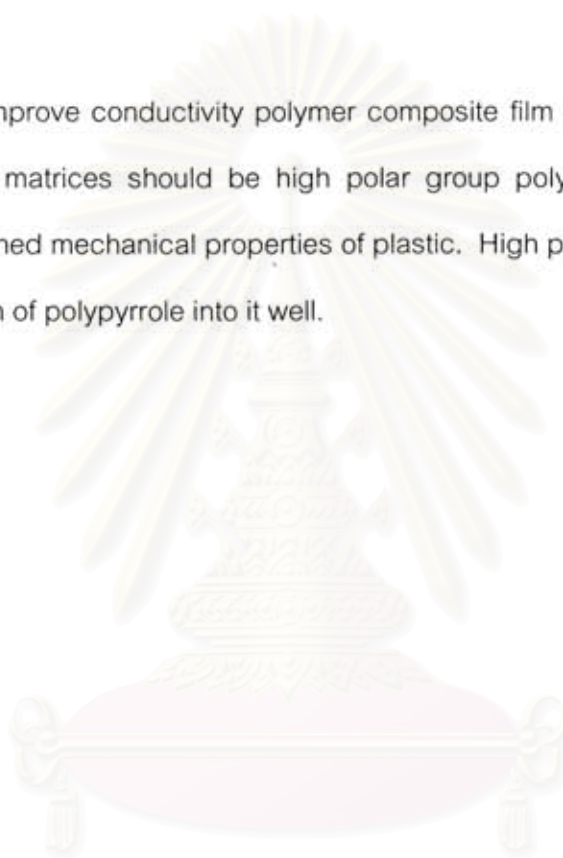 mprove conductivity polymer composite film
matrices should be high polar group poly
ned mechanical properties of plastic. High p
n of polypyrrole into it well.